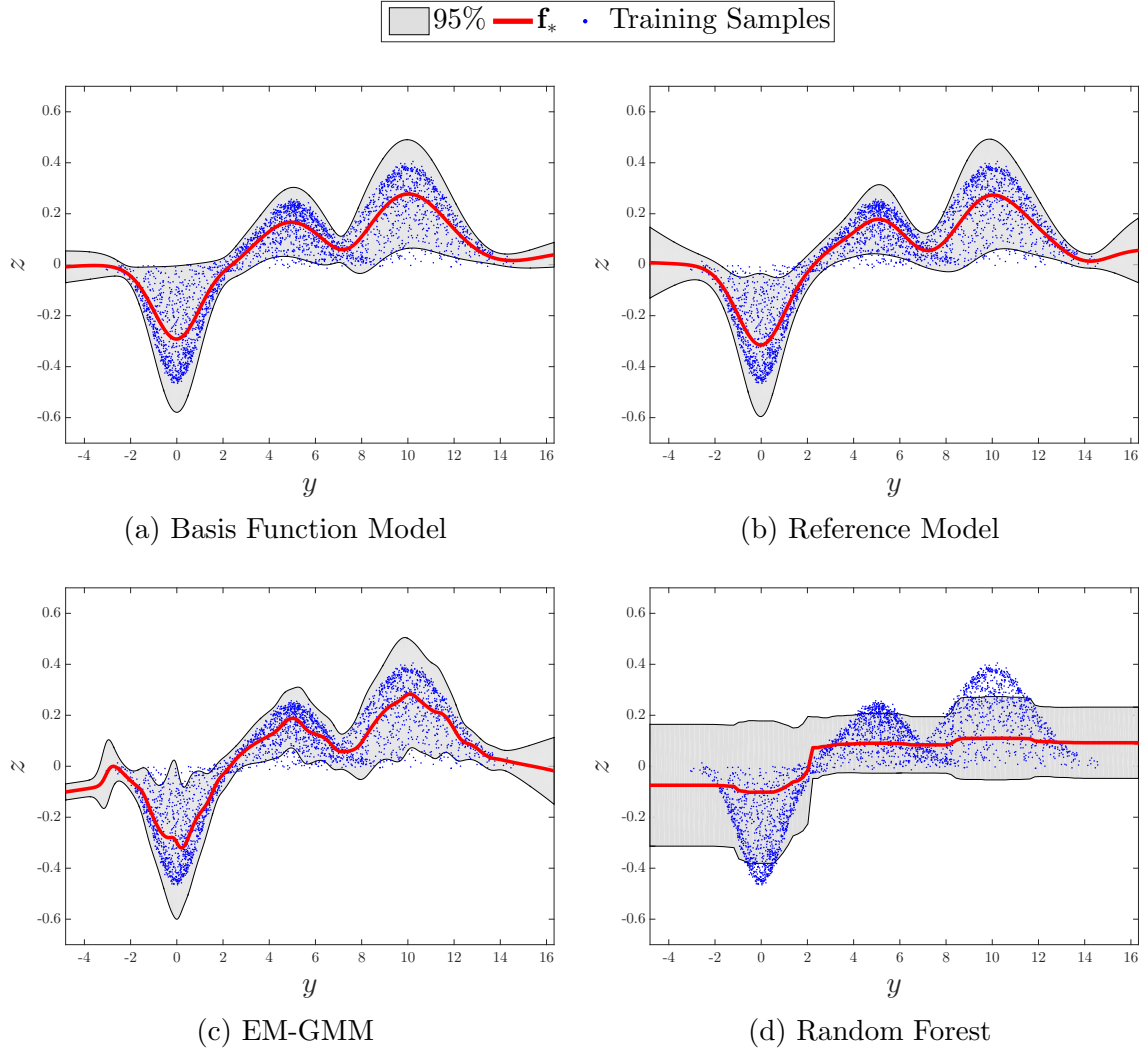 95% f* Training Samples
0.6
0.4
0.2
0
-0.2
-0.4
-0.6
z
-4 -2 0 2 4 6 8 10 12 14 16
y
(a) Basis Function Model
0.6
0.4
0.2
0
-0.2
-0.4
-0.6
z
-4 -2 0 2 4 6 8 10 12 14 16
y
(b) Reference Model
0.6
0.4
0.2
0
-0.2
-0.4
-0.6
z
-4 -2 0 2 4 6 8 10 12 14 16
y
(c) EM-GMM
0.6
0.4
0.2
0
-0.2
-0.4
-0.6
z
-4 -2 0 2 4 6 8 10 12 14 16
y
(d) Random Forest